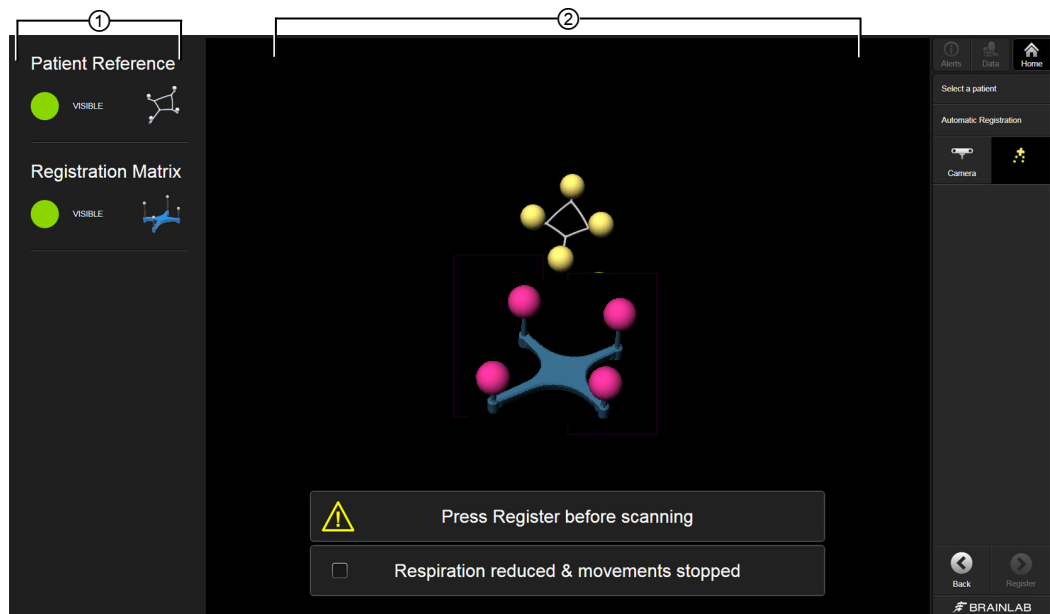 ① ②
Patient Reference
VISIBLE
Registration Matrix
VISIBLE
Press Register before scanning
Respiration reduced & movements stopped
Alerts Data Home
Select a patient
Automatic Registration
Camera
Back Register
BRAINLAB